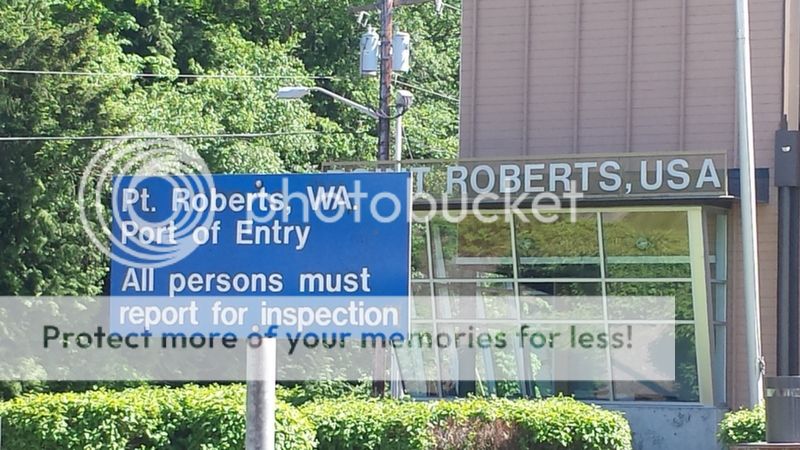 Pt. Roberts, WA.
Port of Entry
All persons must
report for inspection
T ROBERTS, USA
photobucket
Protect more of your memories for less!